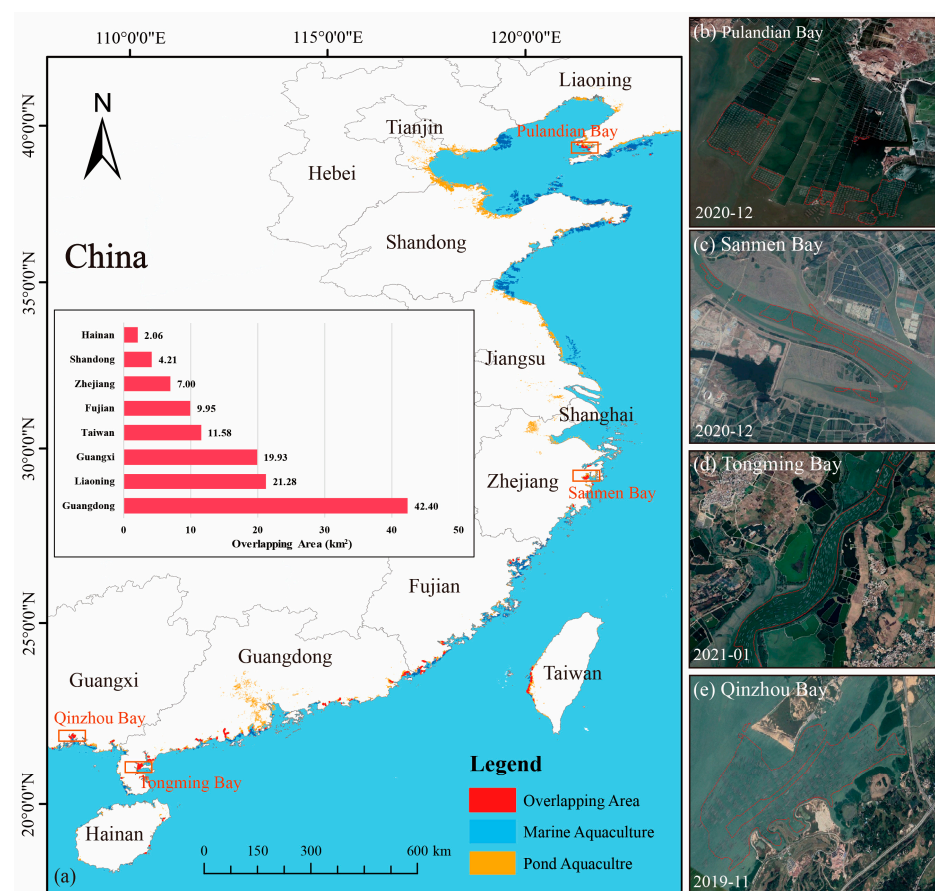 110°0'0"E
115°0'0"E
120°0'0"E
40°0'0"N
35°0'0"N
30°0'0"N
25°0'0"N
20°0'0"N
N
Liaoning
Tianjin
Pulandian Bay
Hebei
Shandong
China
Jiangsu
Shanghai
Zhejiang
Sanmen Bay
Fujian
Guangdong
Taiwan
Guangxi
Qinzhou Bay
Tongming Bay
Hainan
Hainan 2.06
Shandong 4.21
Zhejiang 7.00
Fujian 9.95
Taiwan 11.58
Guangxi 19.93
Liaoning 21.28
Guangdong 42.40
0 10 20 30 40 50
Overlapping Area (km²)
Legend
Overlapping Area
Marine Aquaculture
Pond Aquacultre
0 150 300 600 km
(a)
(b) Pulandian Bay
2020-12
(c) Sanmen Bay
2020-12
(d) Tongming Bay
2021-01
(e) Qinzhou Bay
2019-11